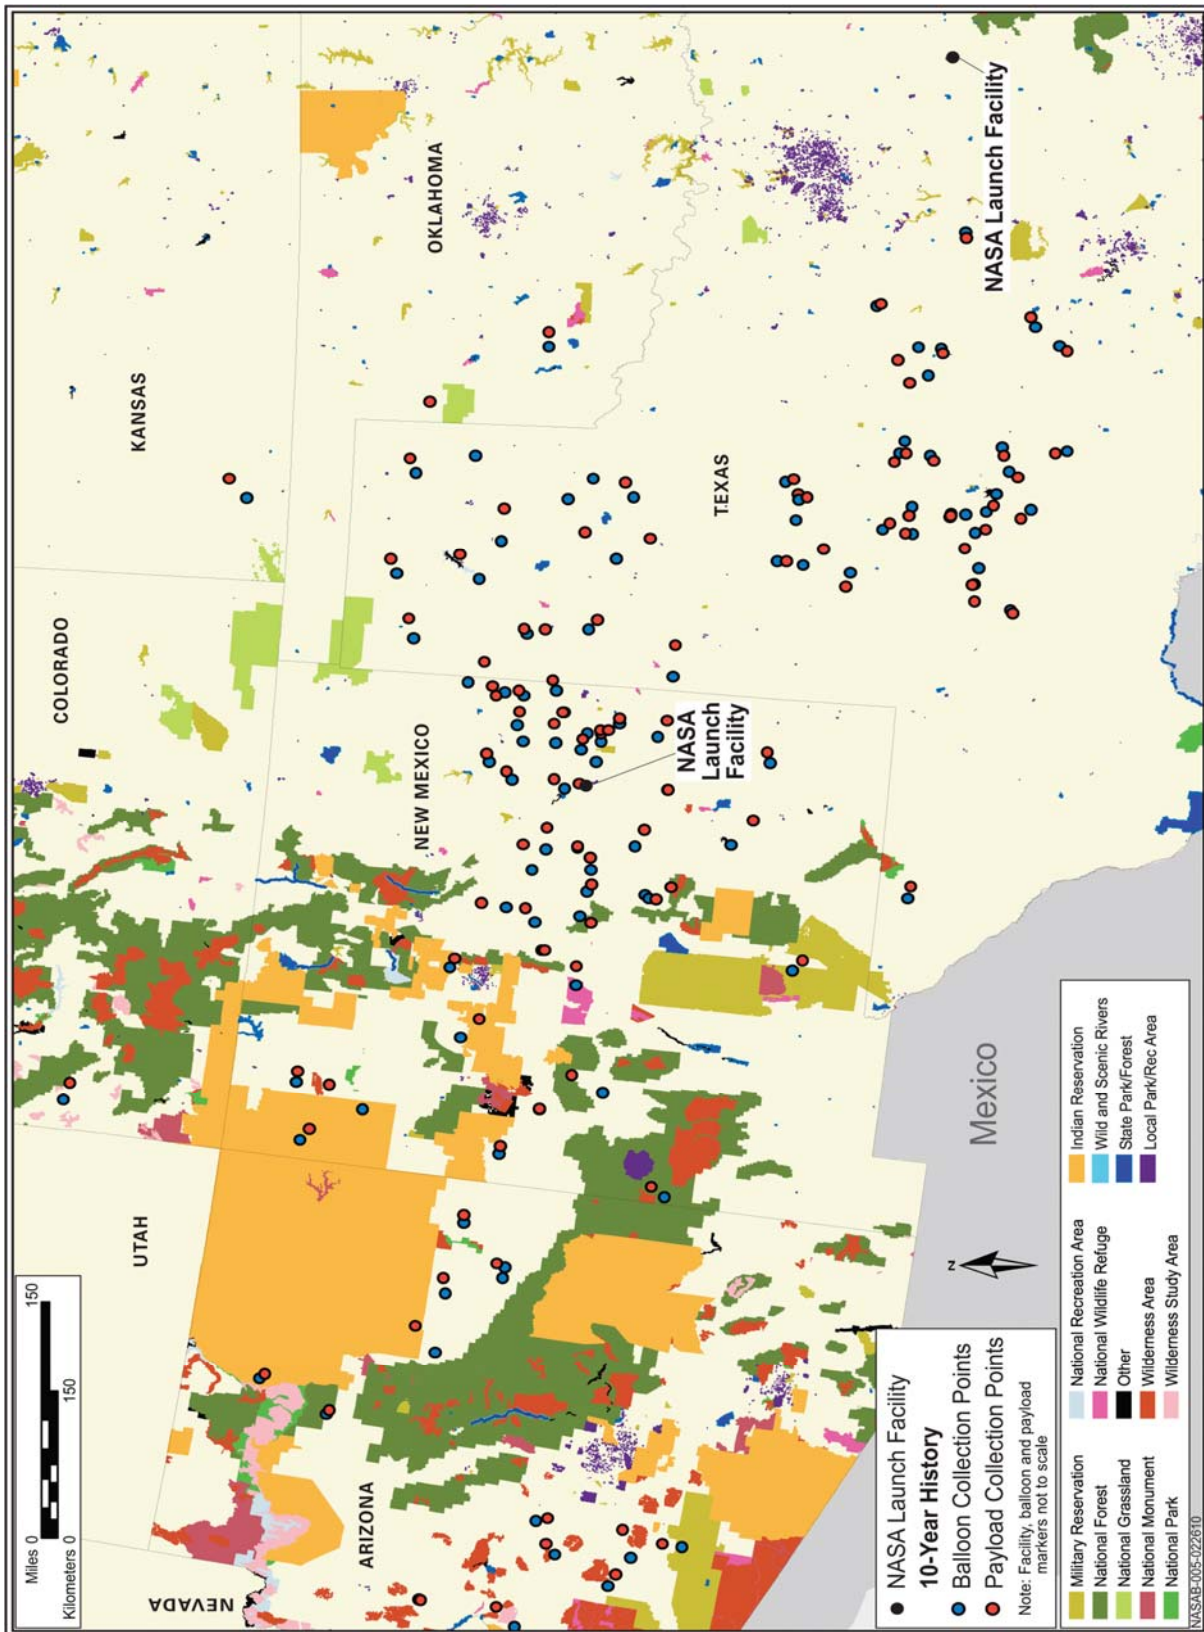 KANSAS
COLORADO
OKLAHOMA
UTAH
NEW MEXICO
TEXAS
NEVADA
ARIZONA
NASA
Launch
Facility
NASA Launch Facility
Mexico
Miles 0
150
Kilometers 0
150
N
NASA Launch Facility
10-Year History
Balloon Collection Points
Payload Collection Points
Note: Facility, balloon and payload
markers not to scale
Military Reservation
National Forest
National Grassland
National Monument
National Park
National Recreation Area
National Wildlife Refuge
Other
Wilderness Area
Wilderness Study Area
Indian Reservation
Wild and Scenic Rivers
State Park/Forest
Local Park/Rec Area
NASAB-005-022610